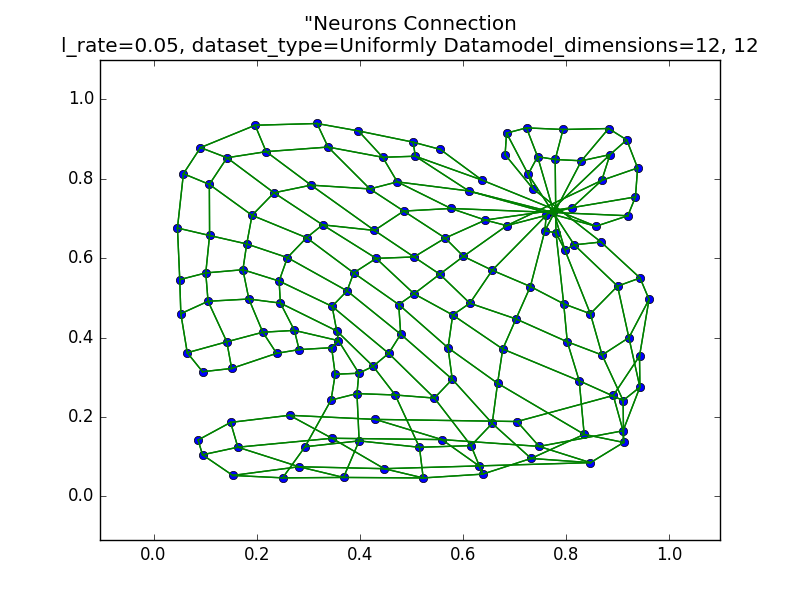 "Neurons Connection
l_rate=0.05, dataset_type=Uniformly Datamodel_dimensions=12, 12
1.0
0.8
0.6
0.4
0.2
0.0
0.0 0.2 0.4 0.6 0.8 1.0